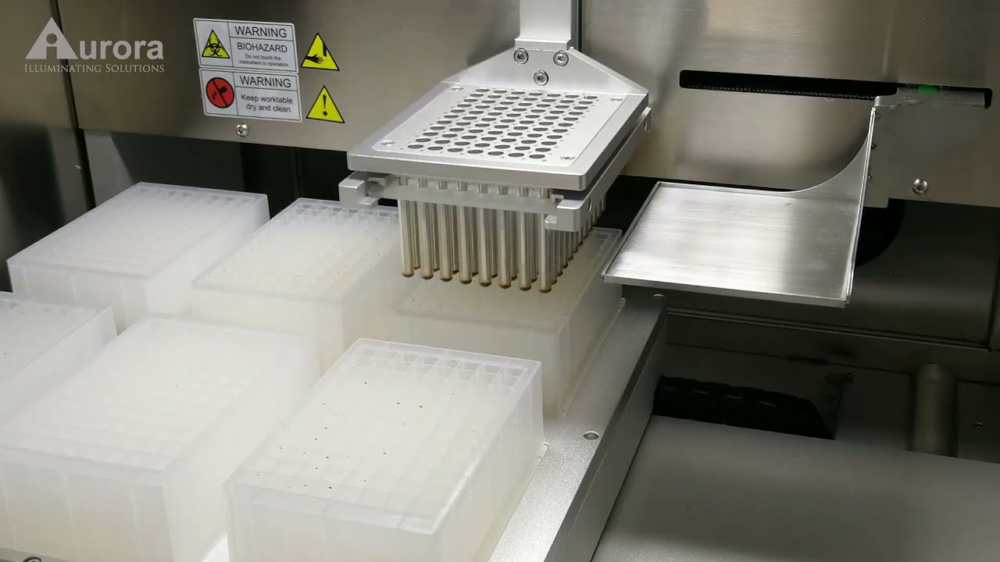 Aurora
ILLUMINATING SOLUTIONS
WARNING
BIOHAZARD
Do not touch the
instrument in operation
WARNING
Keep worktable
dry and clean